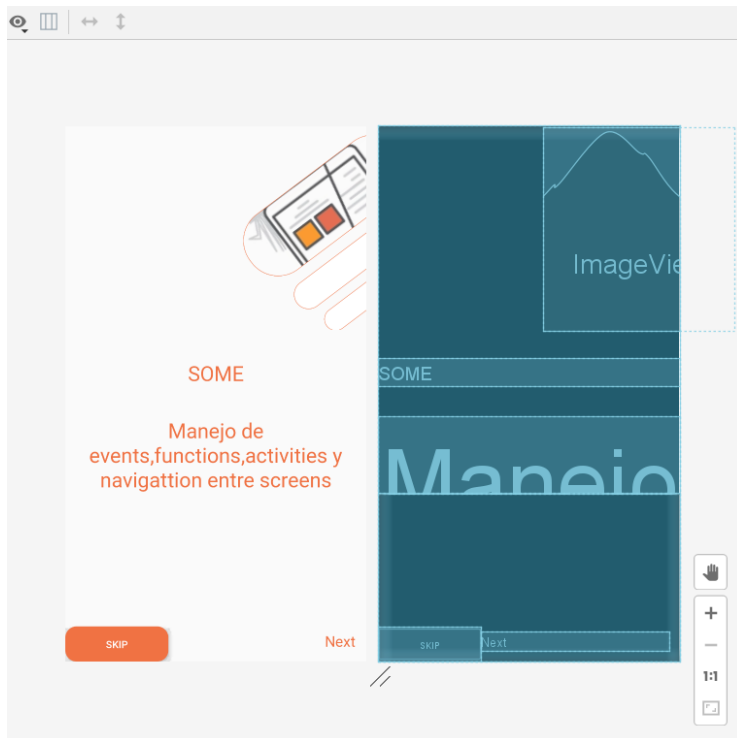 ImageVie
SOME
SOME
Manejo de
events,functions,activities y
navigattion entre screens
Manejo
SKIP
Next
SKIP
Next
1:1